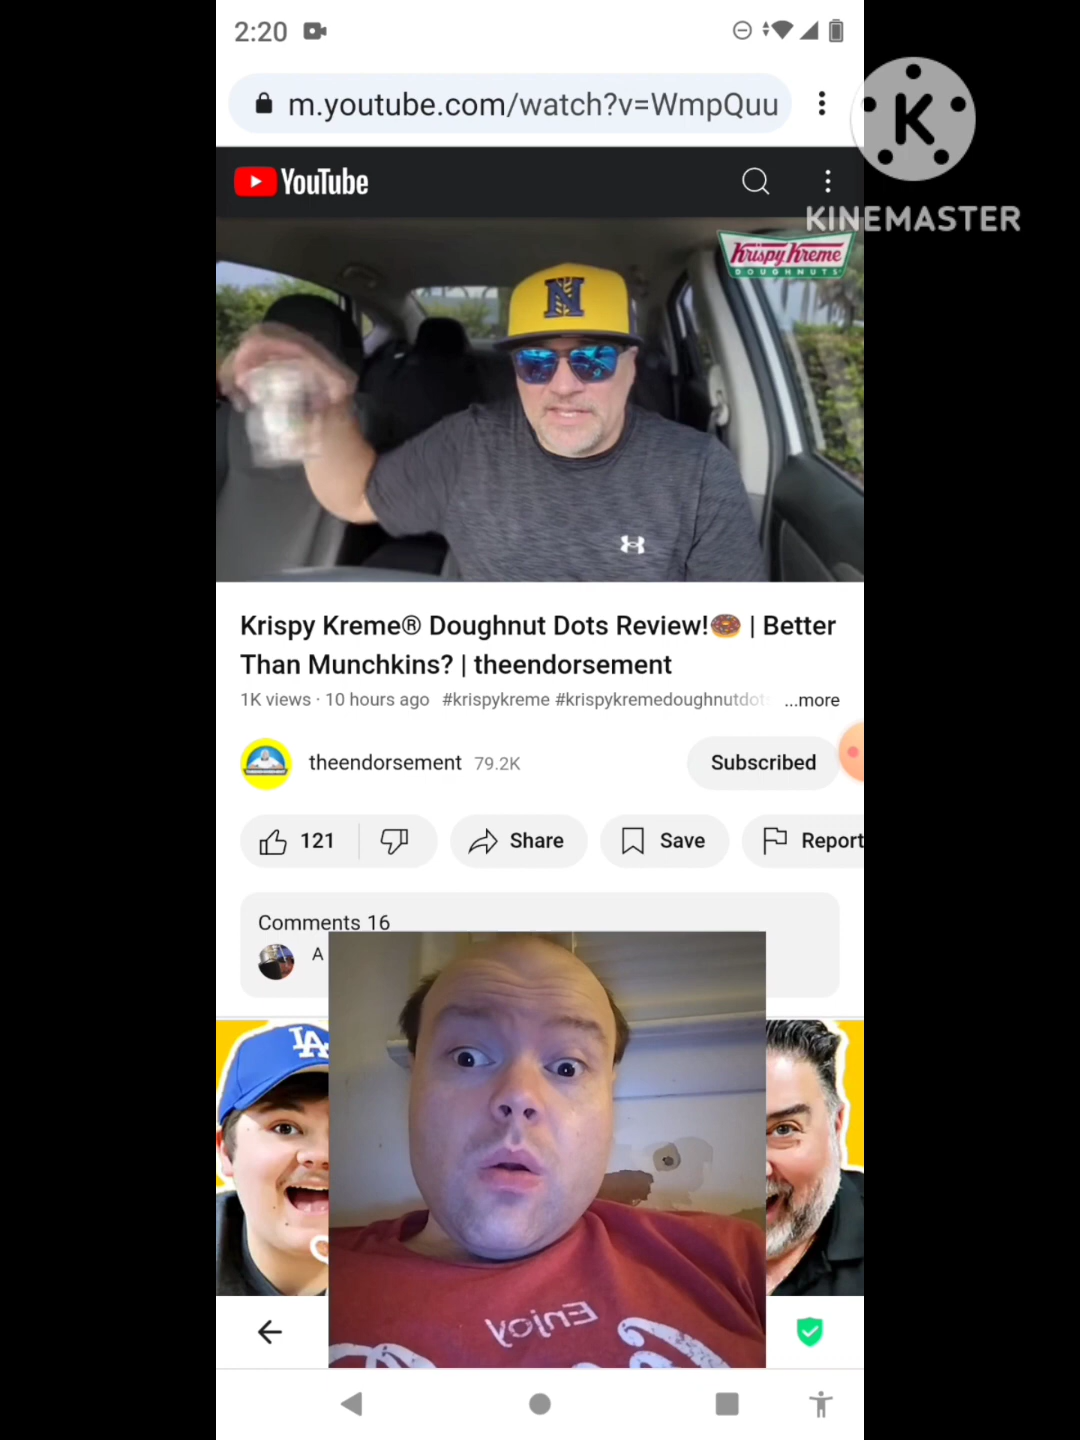 2:20
m.youtube.com/watch?v=WmpQuu
K
KINEMASTER
YouTube
Krispy Kreme
DOUGHNUTS
N
Krispy Kreme® Doughnut Dots Review!🍩 | Better
Than Munchkins? | theendorsement
1K views · 10 hours ago #krispykreme #krispykremedoughnutdots ...more
theendorsement 79.2K
Subscribed
121
Share
Save
Report
Comments 16
A
LA
Enjoy